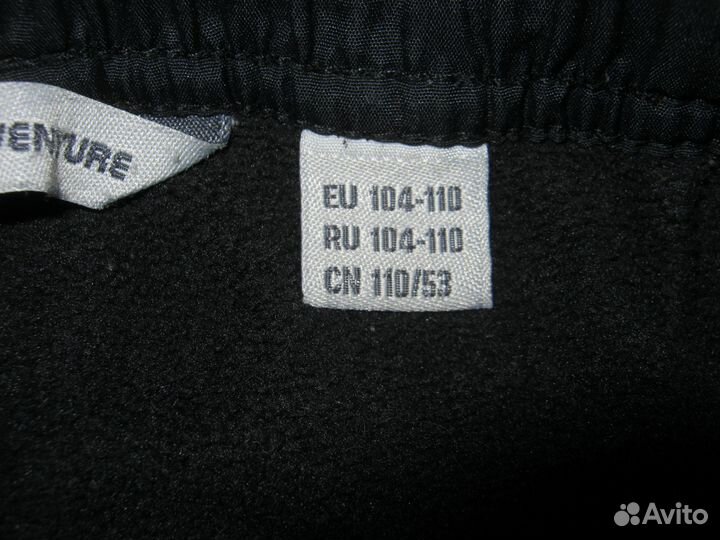 VENTURE
EU 104-110
RU 104-110
CN 110/53
Avito